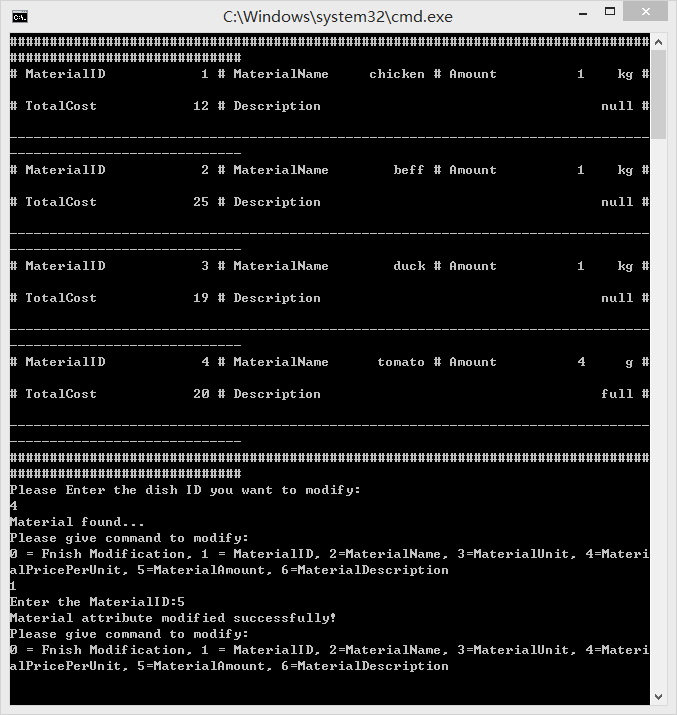 C:\Windows\system32\cmd.exe
################################################################################
#############################
# MaterialID            1 # MaterialName     chicken # Amount          1    kg #
# TotalCost            12 # Description                                   null #
--------------------------------------------------------------------------------
-----------------------------
# MaterialID            2 # MaterialName        beff # Amount          1    kg #
# TotalCost            25 # Description                                   null #
--------------------------------------------------------------------------------
-----------------------------
# MaterialID            3 # MaterialName        duck # Amount          1    kg #
# TotalCost            19 # Description                                   null #
--------------------------------------------------------------------------------
-----------------------------
# MaterialID            4 # MaterialName      tomato # Amount          4     g #
# TotalCost            20 # Description                                   full #
--------------------------------------------------------------------------------
-----------------------------
################################################################################
#############################
Please Enter the dish ID you want to modify:
4
Material found...
Please give command to modify:
0 = Fnish Modification, 1 = MaterialID, 2=MaterialName, 3=MaterialUnit, 4=Materi
alPricePerUnit, 5=MaterialAmount, 6=MaterialDescription
1
Enter the MaterialID:5
Material attribute modified successfully!
Please give command to modify:
0 = Fnish Modification, 1 = MaterialID, 2=MaterialName, 3=MaterialUnit, 4=Materi
alPricePerUnit, 5=MaterialAmount, 6=MaterialDescription